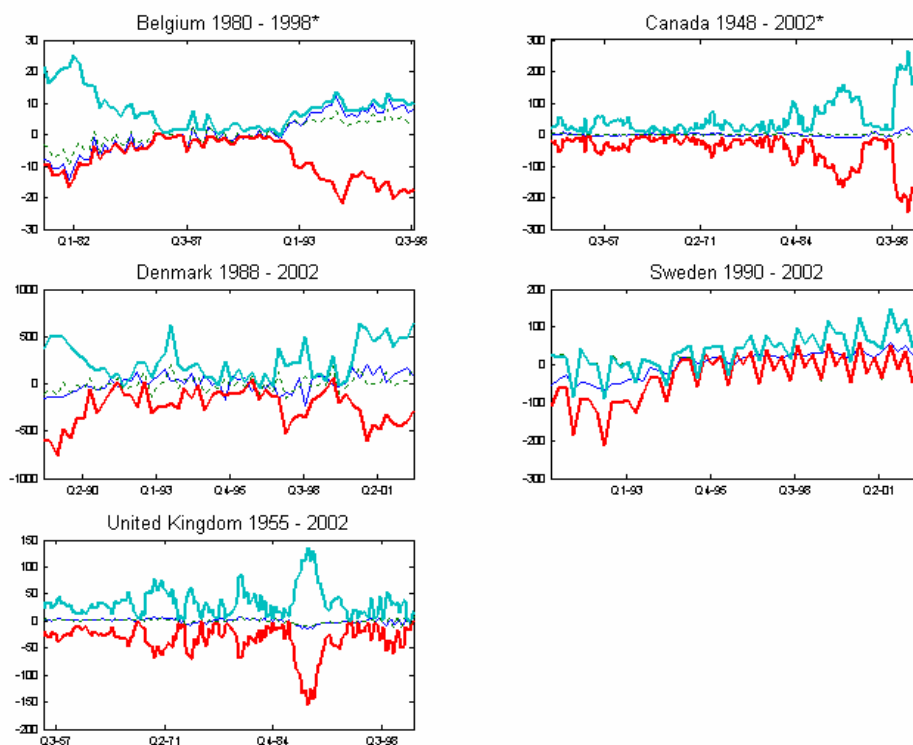 Belgium 1980 - 1998*
30
20
10
0
-10
-20
-30
Q1-82
Q3-87
Q1-93
Q3-98
Canada 1948 - 2002*
300
200
100
0
-100
-200
-300
Q3-57
Q2-71
Q4-84
Q3-98
Denmark 1988 - 2002
1000
500
0
-500
-1000
Q2-90
Q1-93
Q4-95
Q3-98
Q2-01
Sweden 1990 - 2002
200
100
0
-100
-200
-300
Q1-93
Q4-95
Q3-98
Q2-01
United Kingdom 1955 - 2002
150
100
50
0
-50
-100
-150
-200
Q3-57
Q2-71
Q4-84
Q3-98